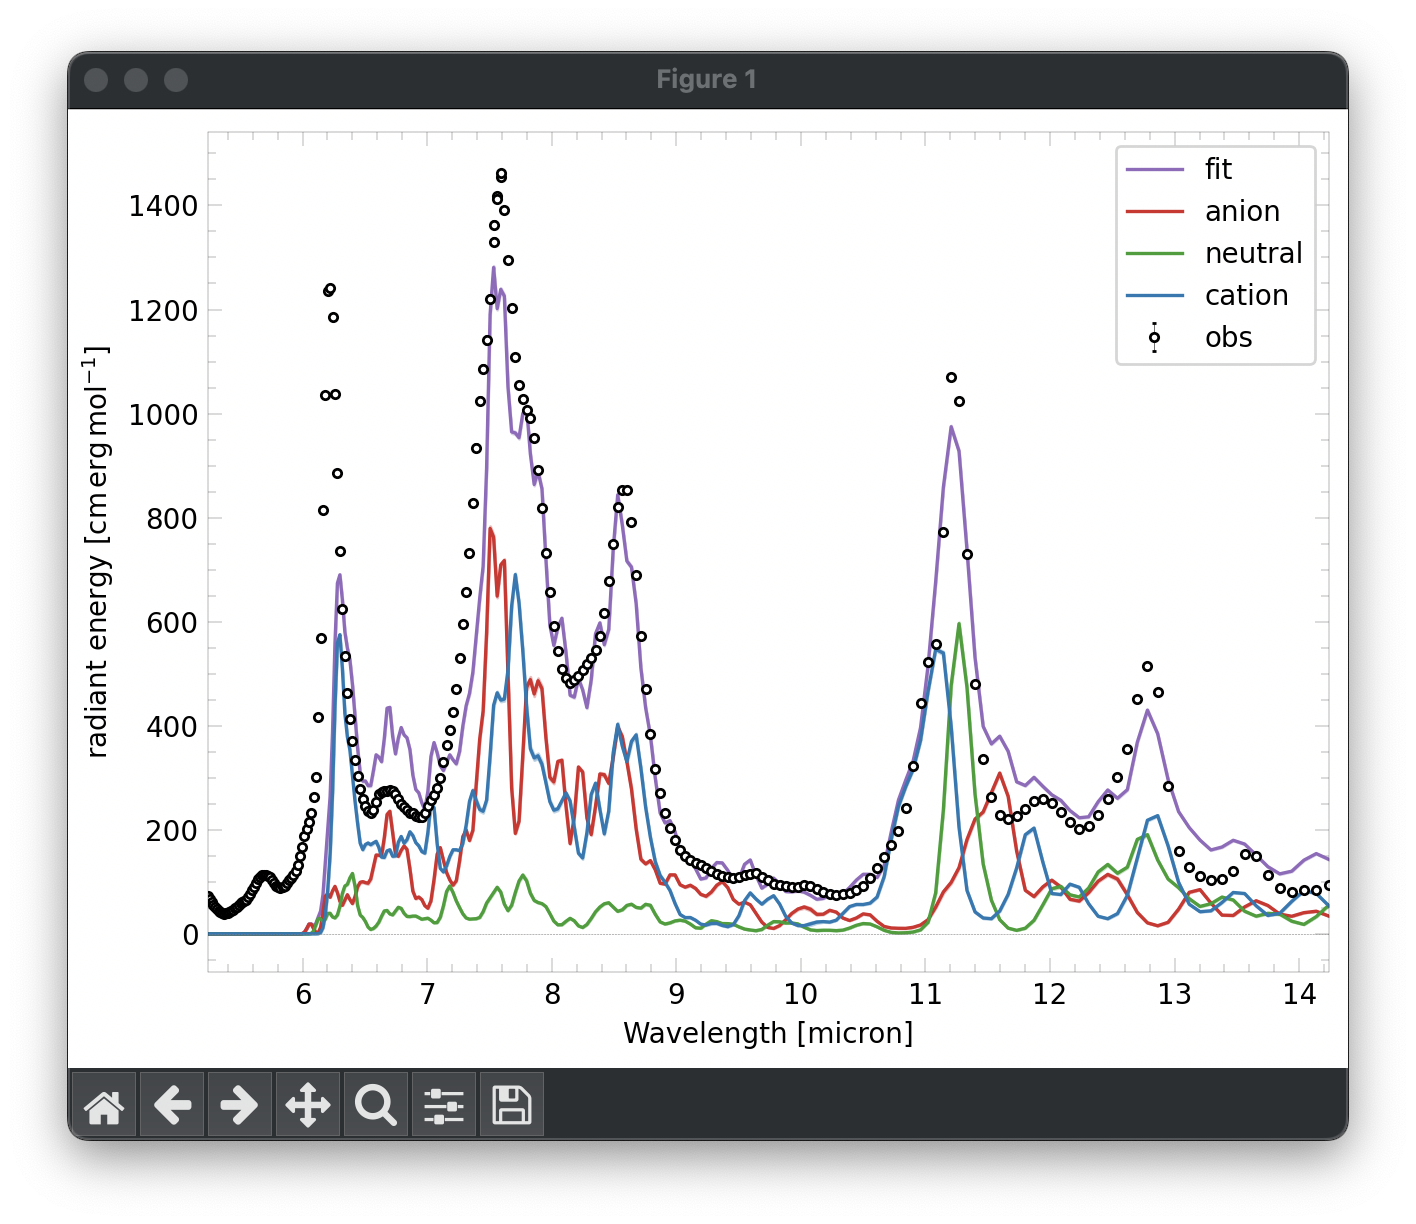 Figure 1
fit
anion
neutral
cation
obs
1400
1200
1000
800
600
400
200
0
radiant energy [cm erg mol⁻¹]
6 7 8 9 10 11 12 13 14
Wavelength [micron]